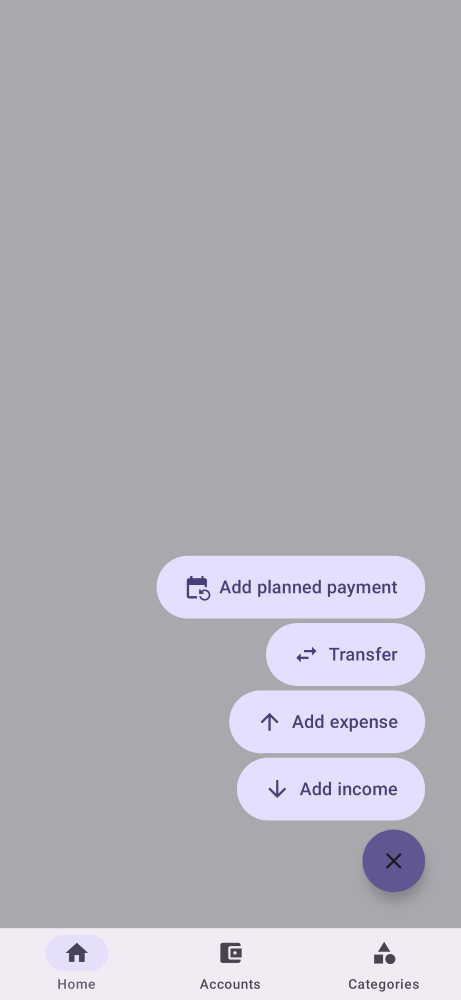 Add planned payment
Transfer
Add expense
Add income
Home
Accounts
Categories